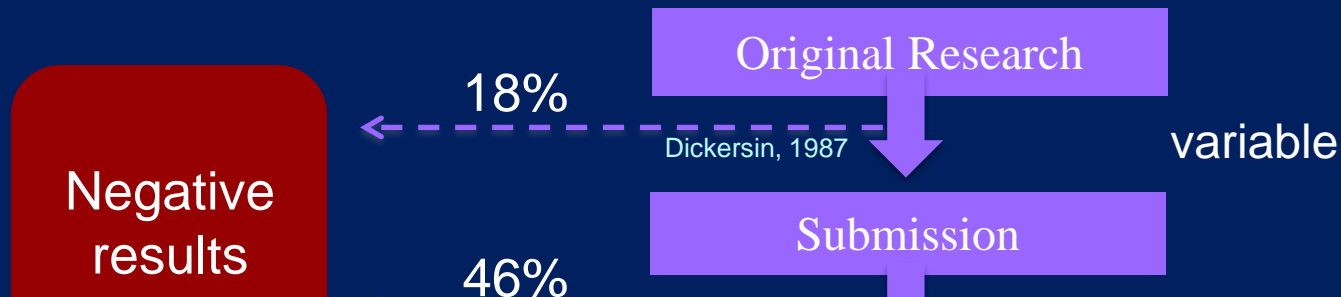 Original Research
18%
Dickersin, 1987
variable
Negative
results
Submission
46%